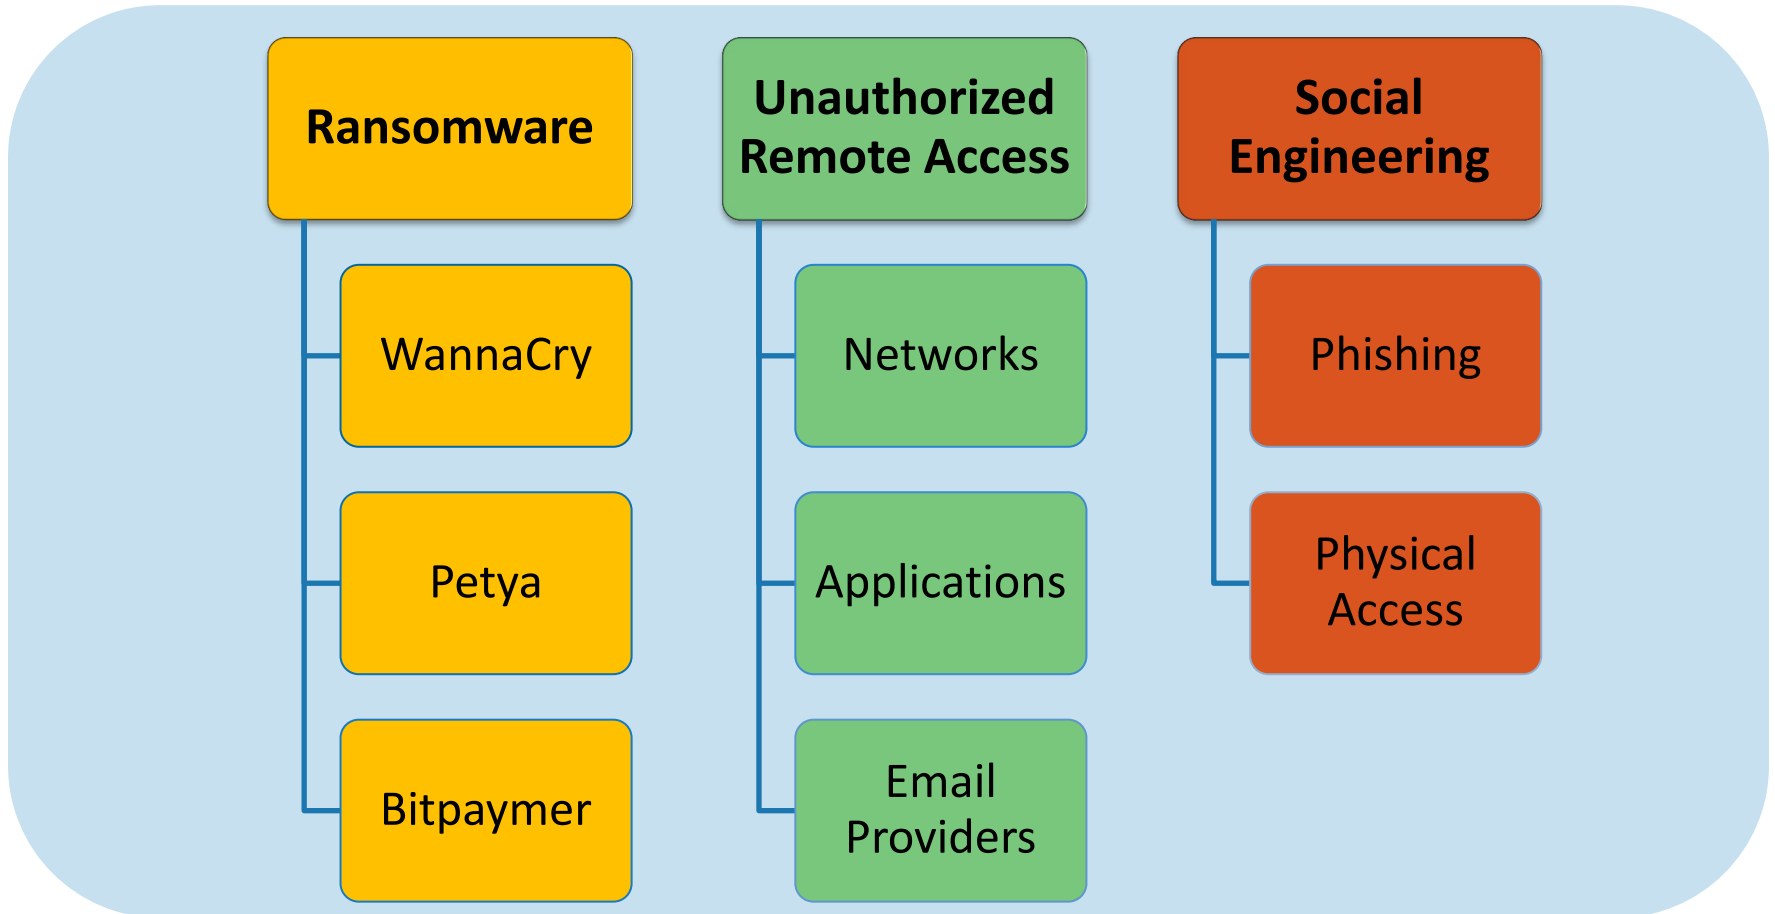 Ransomware
WannaCry
Petya
Bitpaymer
Unauthorized
Remote Access
Networks
Applications
Email
Providers
Social
Engineering
Phishing
Physical
Access